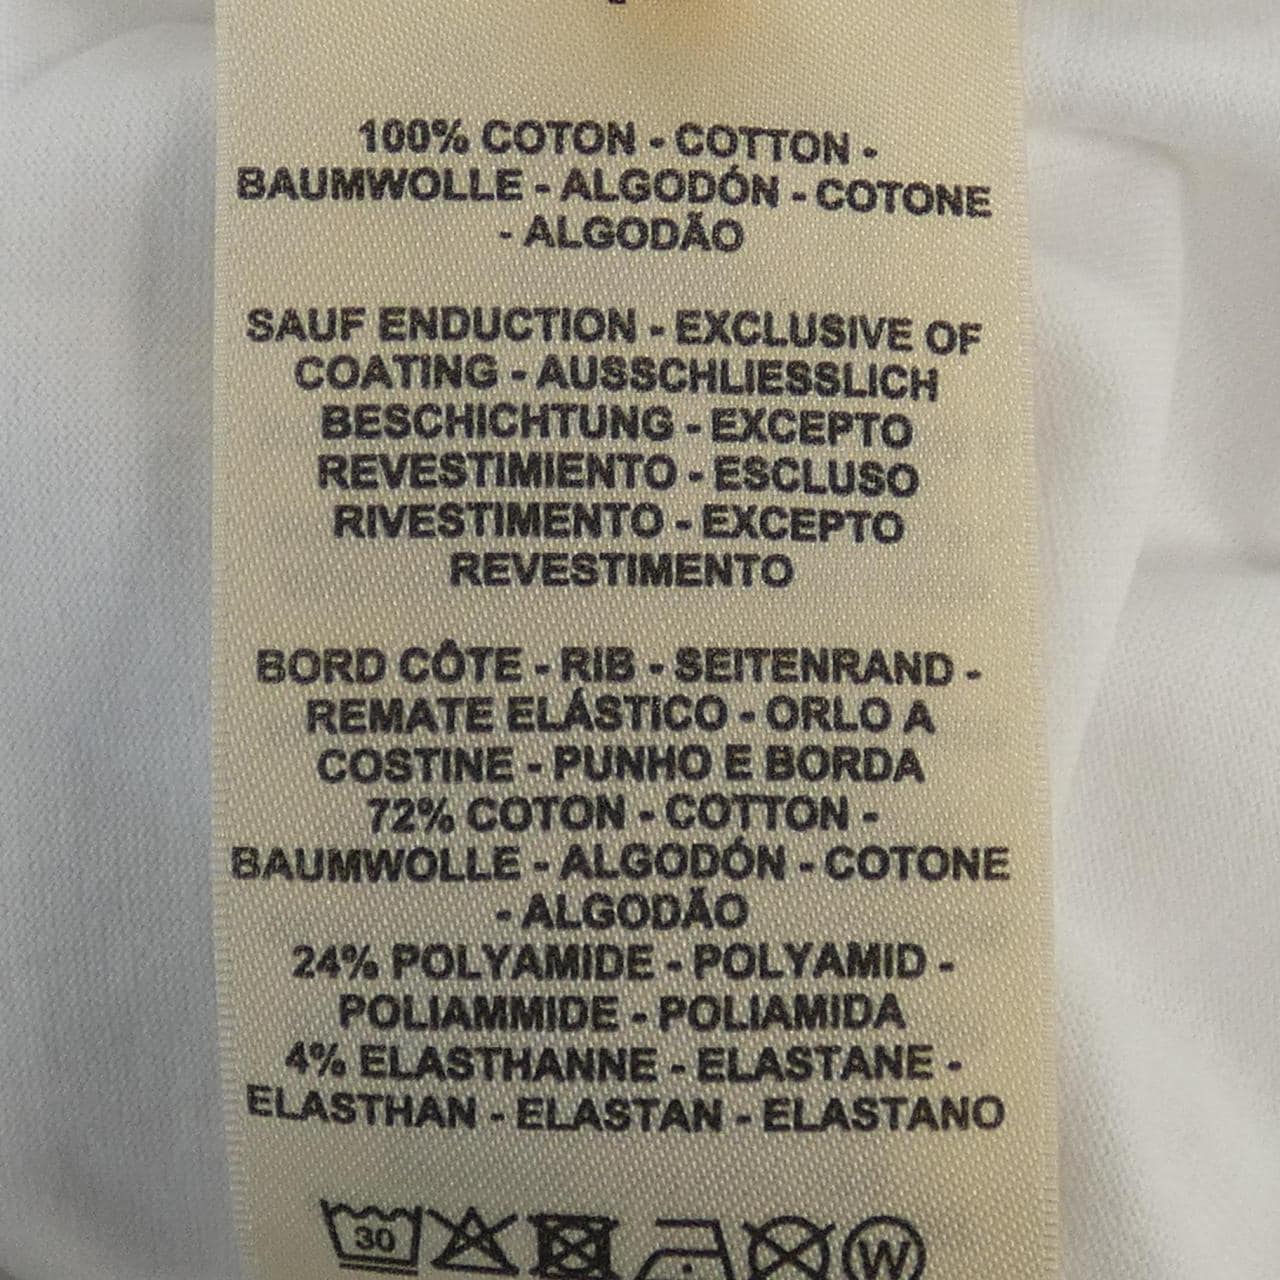 100% COTON - COTTON -
BAUMWOLLE - ALGODÓN - COTONE
- ALGODÃO
SAUF ENDUCTION - EXCLUSIVE OF
COATING - AUSSCHLIESSLICH
BESCHICHTUNG - EXCEPTO
REVESTIMIENTO - ESCLUSO
RIVESTIMENTO - EXCEPTO
REVESTIMENTO
BORD CÔTE - RIB - SEITENRAND -
REMATE ELÁSTICO - ORLO A
COSTINE - PUNHO E BORDA
72% COTON - COTTON -
BAUMWOLLE - ALGODÓN - COTONE
- ALGODÃO
24% POLYAMIDE - POLYAMID -
POLIAMMIDE - POLIAMIDA
4% ELASTHANNE - ELASTANE -
ELASTHAN - ELASTAN - ELASTANO
30 W